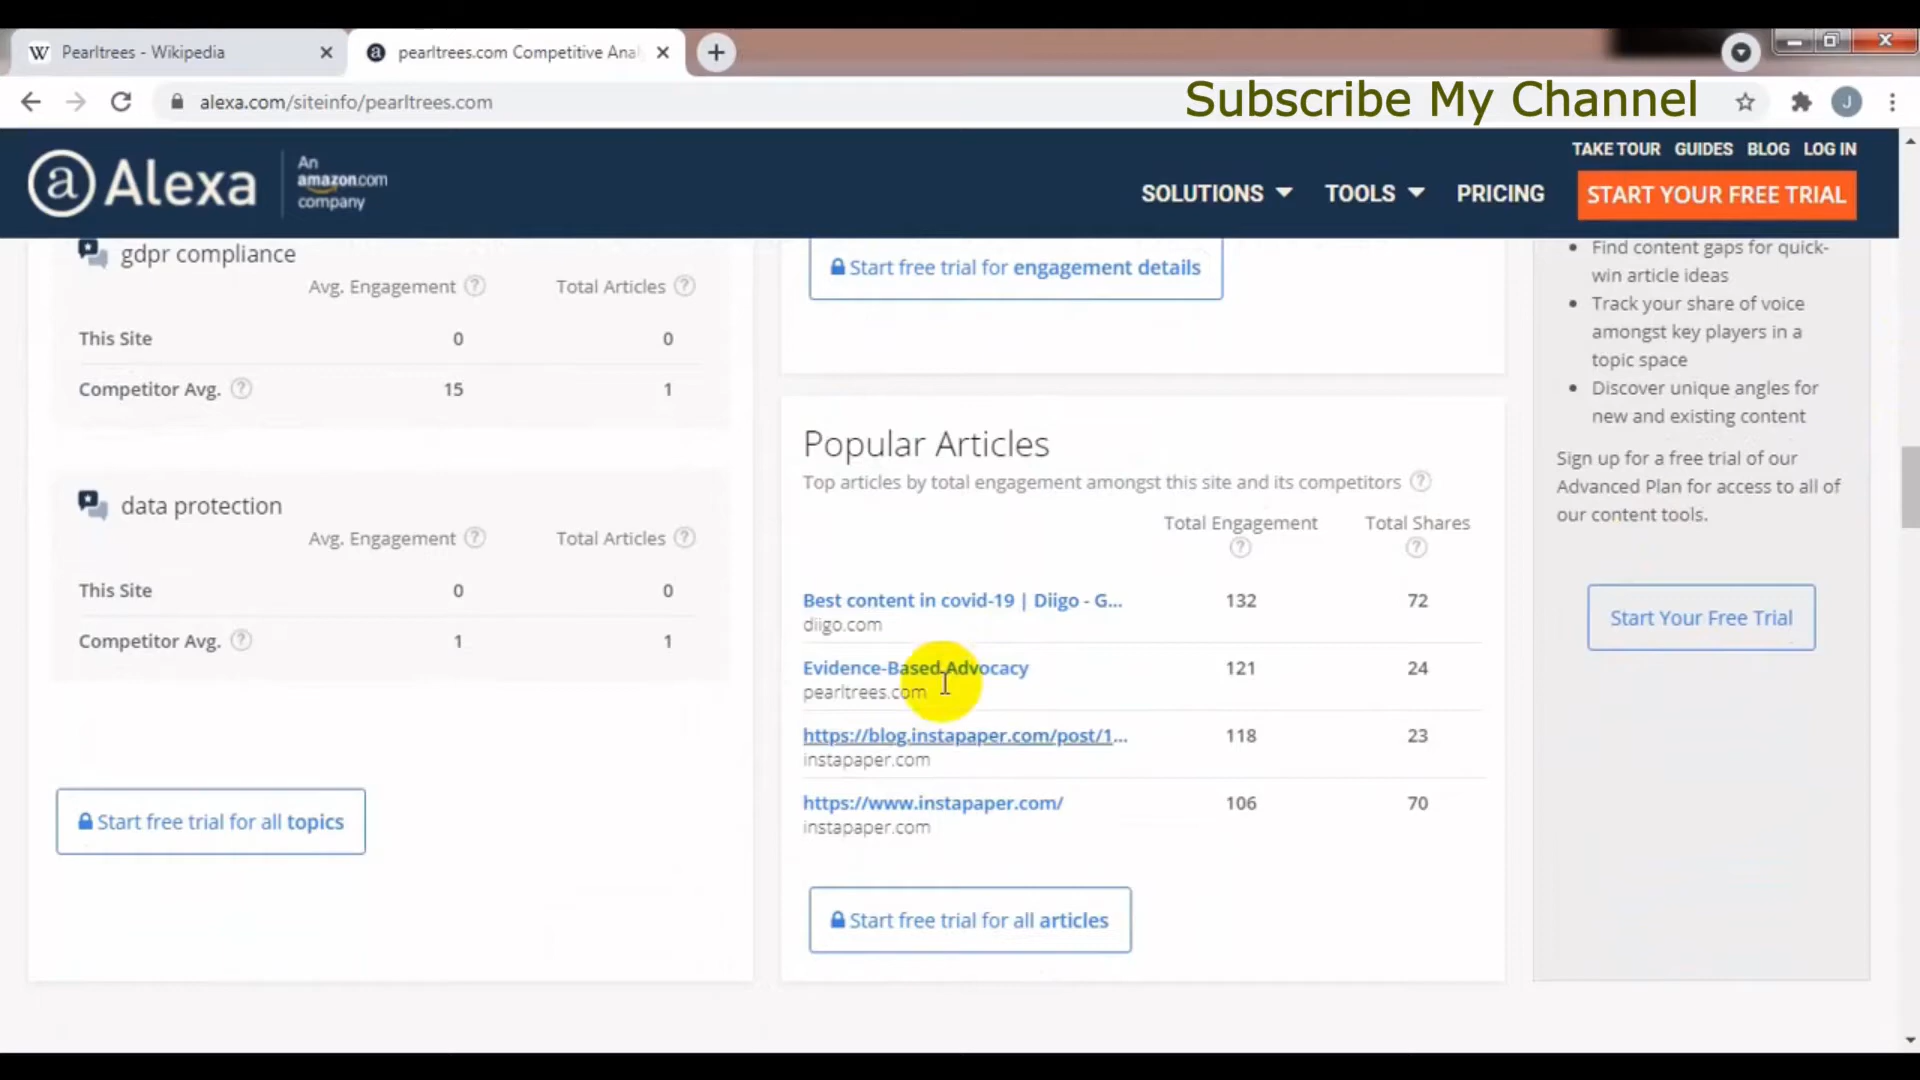 Pearltrees - Wikipedia
pearltrees.com Competitive Anal
alexa.com/siteinfo/pearltrees.com
Subscribe My Channel
J
a Alexa
An
amazon.com
company
TAKE TOUR GUIDES BLOG LOG IN
SOLUTIONS TOOLS PRICING START YOUR FREE TRIAL
gdpr compliance
Avg. Engagement ? Total Articles ?
This Site 0 0
Competitor Avg. ? 15 1
data protection
Avg. Engagement ? Total Articles ?
This Site 0 0
Competitor Avg. ? 1 1
Start free trial for all topics
Start free trial for engagement details
Popular Articles
Top articles by total engagement amongst this site and its competitors ?
Total Engagement ? Total Shares ?
Best content in covid-19 | Diigo - G... 132 72
diigo.com
Evidence-Based Advocacy 121 24
pearltrees.com
https://blog.instapaper.com/post/1... 118 23
instapaper.com
https://www.instapaper.com/ 106 70
instapaper.com
Start free trial for all articles
Find content gaps for quick-
win article ideas
Track your share of voice
amongst key players in a
topic space
Discover unique angles for
new and existing content
Sign up for a free trial of our
Advanced Plan for access to all of
our content tools.
Start Your Free Trial